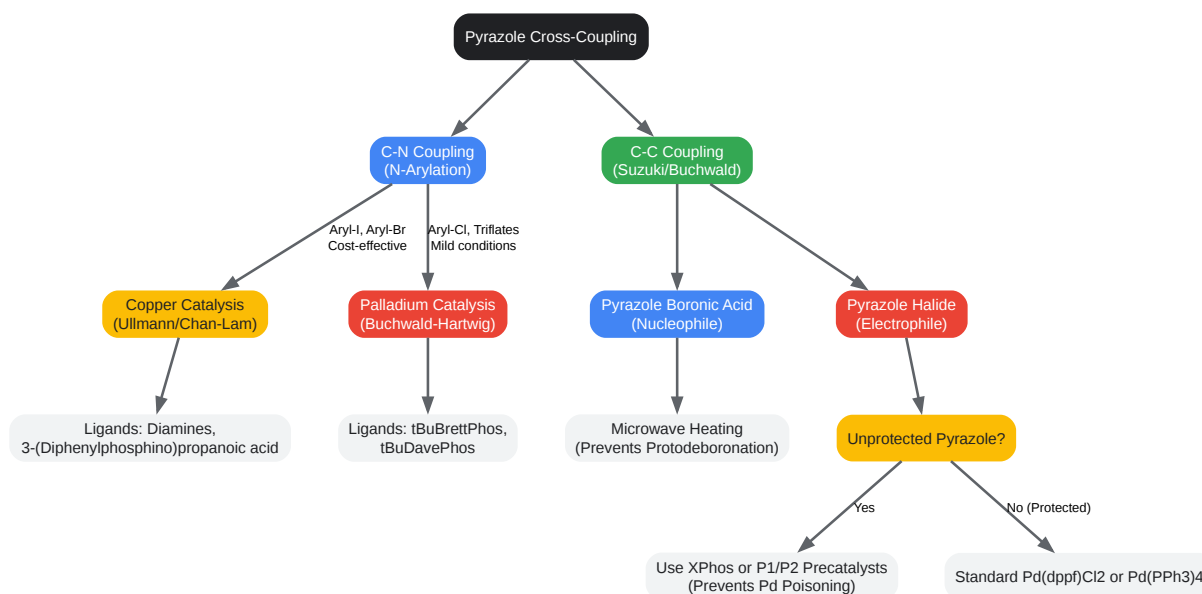 Pyrazole Cross-Coupling
C-N Coupling
(N-Arylation)
C-C Coupling
(Suzuki/Buchwald)
Aryl-I, Aryl-Br
Cost-effective
Aryl-Cl, Triflates
Mild conditions
Copper Catalysis
(Ullmann/Chan-Lam)
Palladium Catalysis
(Buchwald-Hartwig)
Pyrazole Boronic Acid
(Nucleophile)
Pyrazole Halide
(Electrophile)
Ligands: Diamines,
3-(Diphenylphosphino)propanoic acid
Ligands: tBuBrettPhos,
tBuDavePhos
Microwave Heating
(Prevents Protodeboronation)
Unprotected Pyrazole?
Yes
No (Protected)
Use XPhos or P1/P2 Precatalysts
(Prevents Pd Poisoning)
Standard Pd(dppf)Cl2 or Pd(PPh3)4